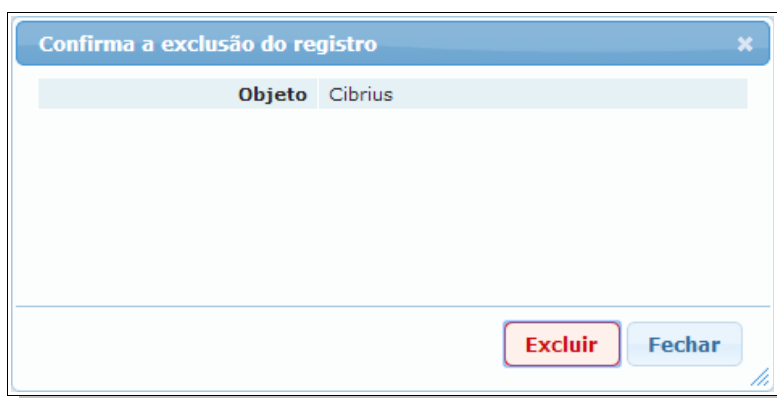 Confirma a exclusão do registro
Objeto Cibrius
Excluir Fechar